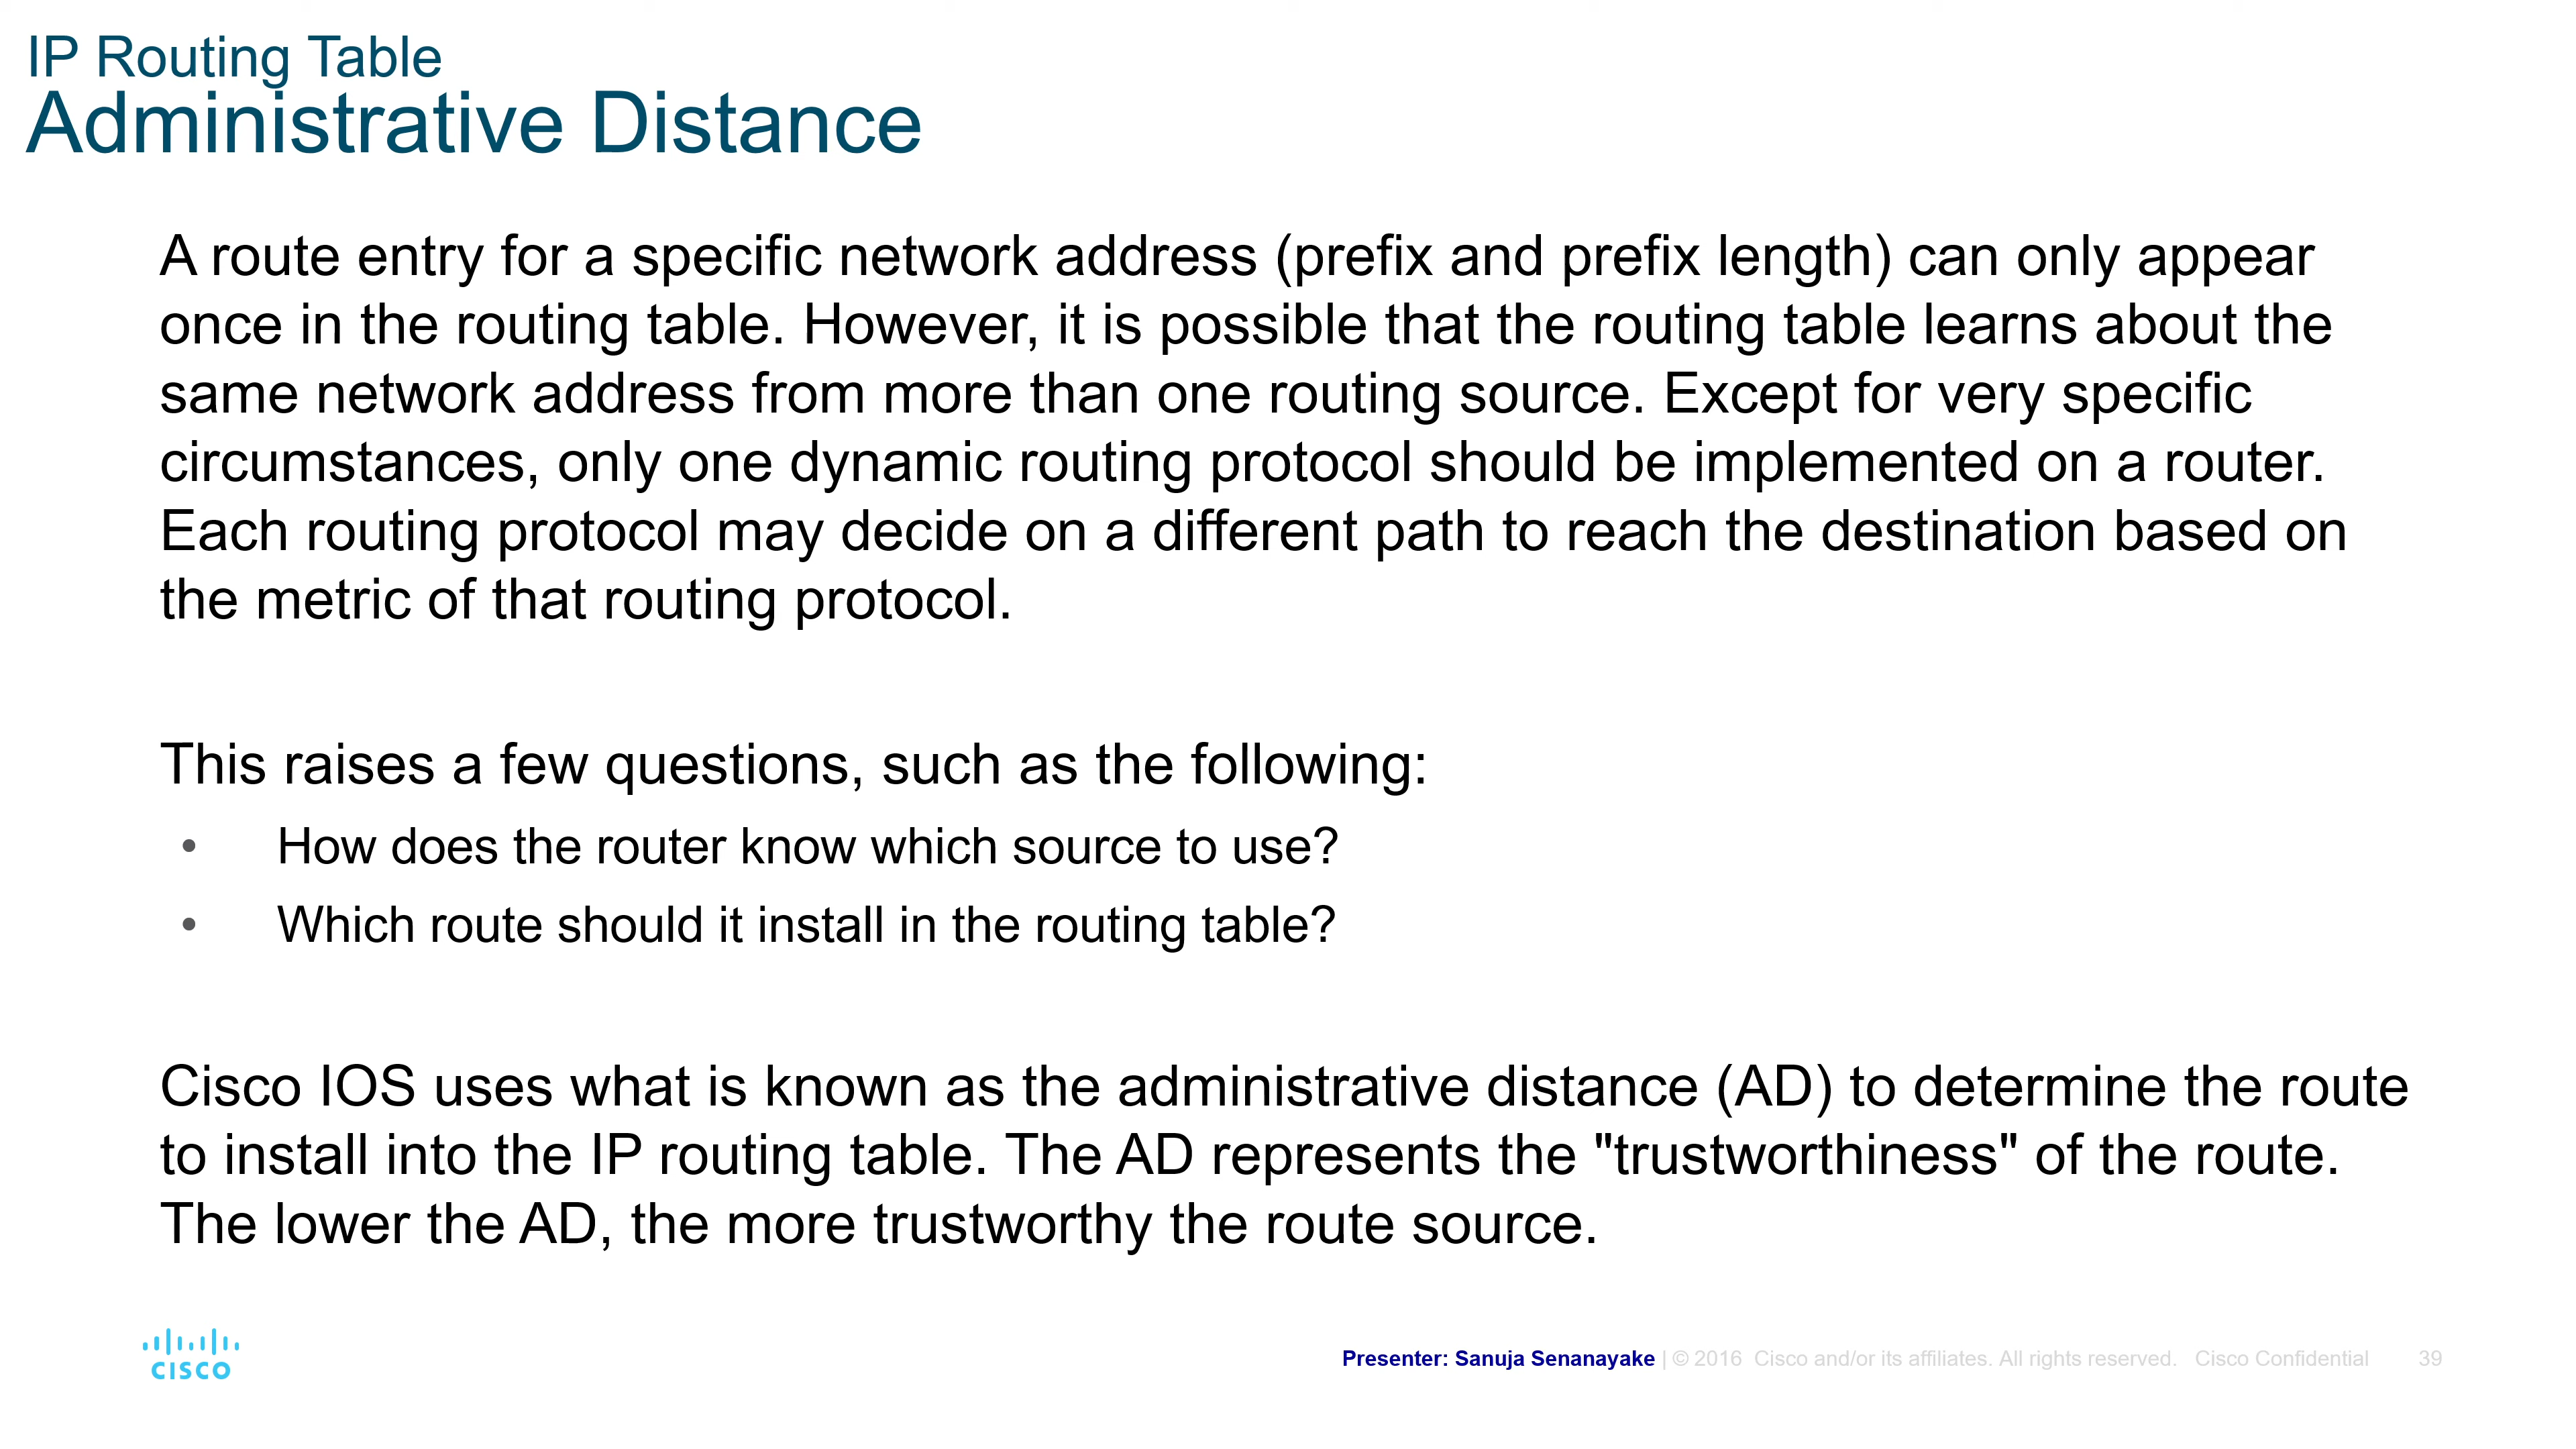 IP Routing Table
Administrative Distance
A route entry for a specific network address (prefix and prefix length) can only appear
once in the routing table. However, it is possible that the routing table learns about the
same network address from more than one routing source. Except for very specific
circumstances, only one dynamic routing protocol should be implemented on a router.
Each routing protocol may decide on a different path to reach the destination based on
the metric of that routing protocol.
This raises a few questions, such as the following:
• How does the router know which source to use?
• Which route should it install in the routing table?
Cisco IOS uses what is known as the administrative distance (AD) to determine the route
to install into the IP routing table. The AD represents the "trustworthiness" of the route.
The lower the AD, the more trustworthy the route source.
CISCO
Presenter: Sanuja Senanayake | © 2016 Cisco and/or its affiliates. All rights reserved. Cisco Confidential 39